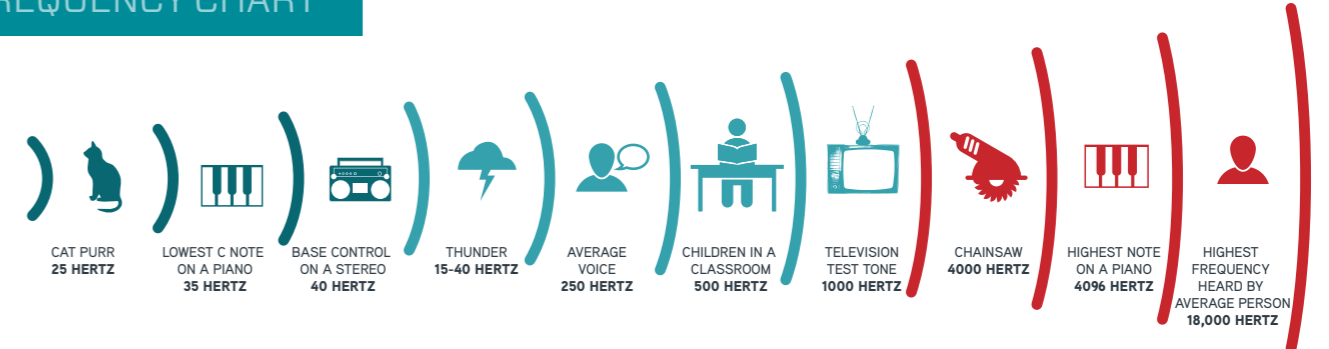 REQUENCY CHART
CAT PURR
25 HERTZ
LOWEST C NOTE
ON A PIANO
35 HERTZ
BASE CONTROL
ON A STEREO
40 HERTZ
THUNDER
15-40 HERTZ
AVERAGE
VOICE
250 HERTZ
CHILDREN IN A
CLASSROOM
500 HERTZ
TELEVISION
TEST TONE
1000 HERTZ
CHAINSAW
4000 HERTZ
HIGHEST NOTE
ON A PIANO
4096 HERTZ
HIGHEST
FREQUENCY
HEARD BY
AVERAGE PERSON
18,000 HERTZ